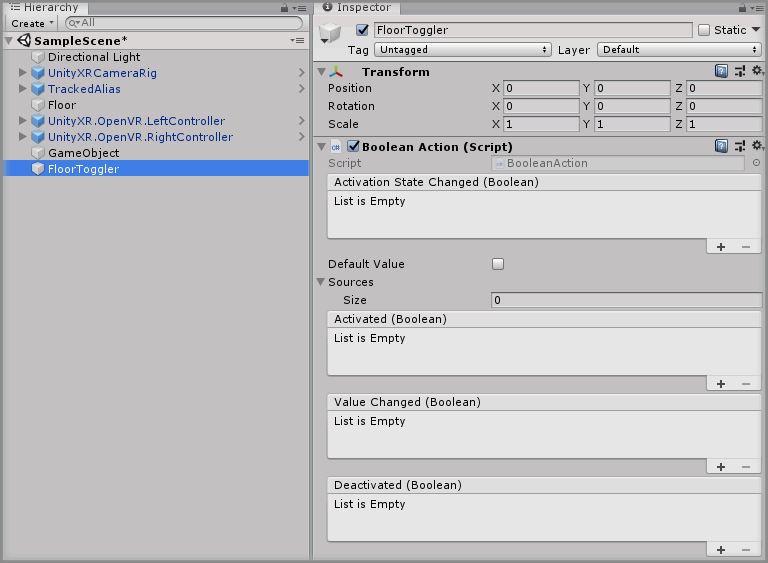 Hierarchy
Create
All
SampleScene*
Directional Light
UnityXRCameraRig
TrackedAlias
Floor
UnityXR.OpenVR.LeftController
UnityXR.OpenVR.RightController
GameObject
FloorToggler
Inspector
FloorToggler Static
Tag Untagged Layer Default
Transform
Position X 0 Y 0 Z 0
Rotation X 0 Y 0 Z 0
Scale X 1 Y 1 Z 1
C# Boolean Action (Script)
Script BooleanAction
Activation State Changed (Boolean)
List is Empty
Default Value
Sources
Size 0
Activated (Boolean)
List is Empty
Value Changed (Boolean)
List is Empty
Deactivated (Boolean)
List is Empty